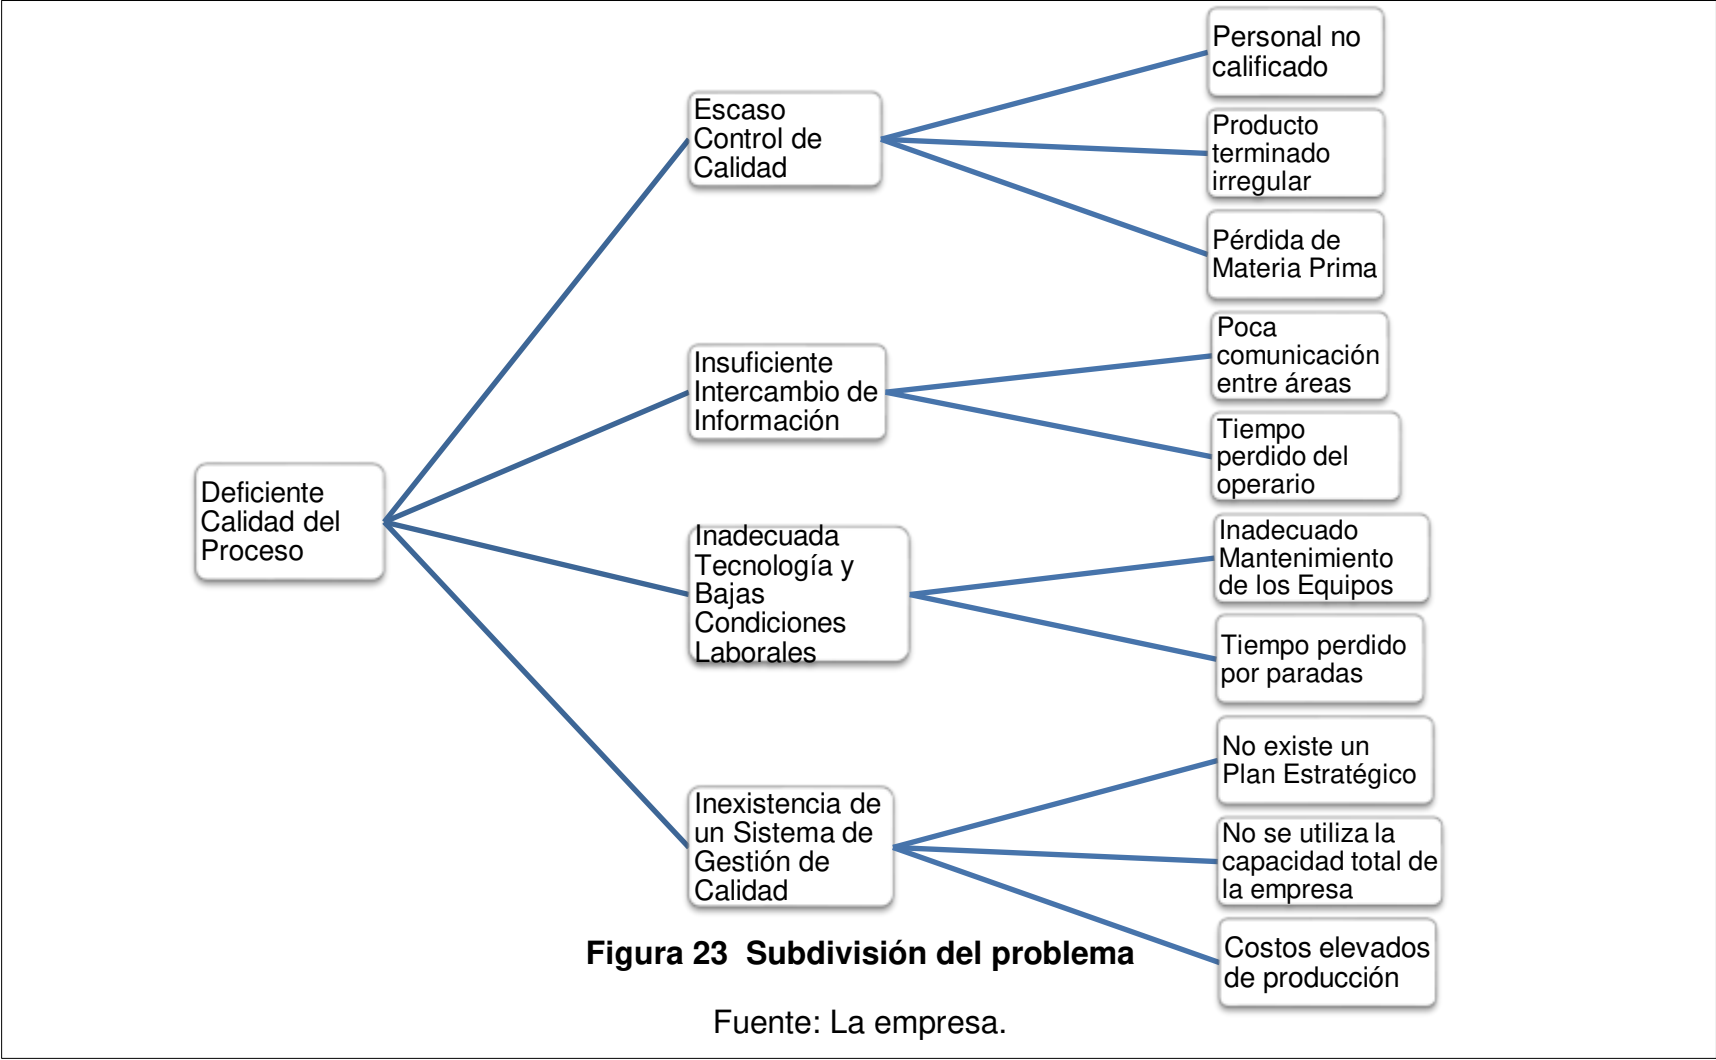 Deficiente
Calidad del
Proceso
Escaso
Control de
Calidad
Personal no
calificado
Producto
terminado
irregular
Pérdida de
Materia Prima
Insuficiente
Intercambio de
Información
Poca
comunicación
entre áreas
Tiempo
perdido del
operario
Inadecuada
Tecnología y
Bajas
Condiciones
Laborales
Inadecuado
Mantenimiento
de los Equipos
Tiempo perdido
por paradas
Inexistencia de
un Sistema de
Gestión de
Calidad
No existe un
Plan Estratégico
No se utiliza la
capacidad total de
la empresa
Costos elevados
de producción
Figura 23  Subdivisión del problema
Fuente: La empresa.